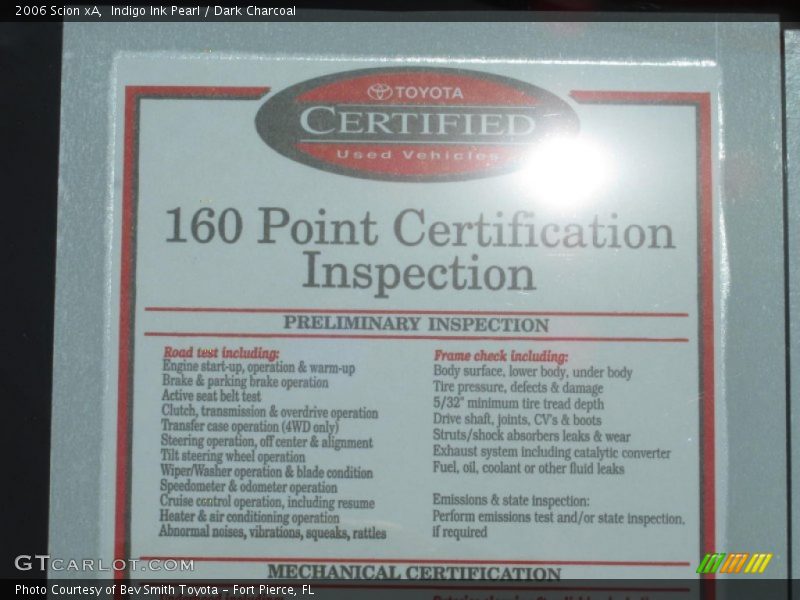 2006 Scion xA,  Indigo Ink Pearl / Dark Charcoal
TOYOTA
CERTIFIED
Used Vehicles
160 Point Certification
Inspection
PRELIMINARY INSPECTION
Road test including:
Engine start-up, operation & warm-up
Brake & parking brake operation
Active seat belt test
Clutch, transmission & overdrive operation
Transfer case operation (4WD only)
Steering operation, off center & alignment
Tilt steering wheel operation
Wiper/Washer operation & blade condition
Speedometer & odometer operation
Cruise control operation, including resume
Heater & air conditioning operation
Abnormal noises, vibrations, squeaks, rattles
Frame check including:
Body surface, lower body, under body
Tire pressure, defects & damage
5/32" minimum tire tread depth
Drive shaft, joints, CV's & boots
Struts/shock absorbers leaks & wear
Exhaust system including catalytic converter
Fuel, oil, coolant or other fluid leaks
Emissions & state inspection:
Perform emissions test and/or state inspection.
if required
MECHANICAL CERTIFICATION
GTCARLOT.COM
Photo Courtesy of Bev Smith Toyota - Fort Pierce, FL